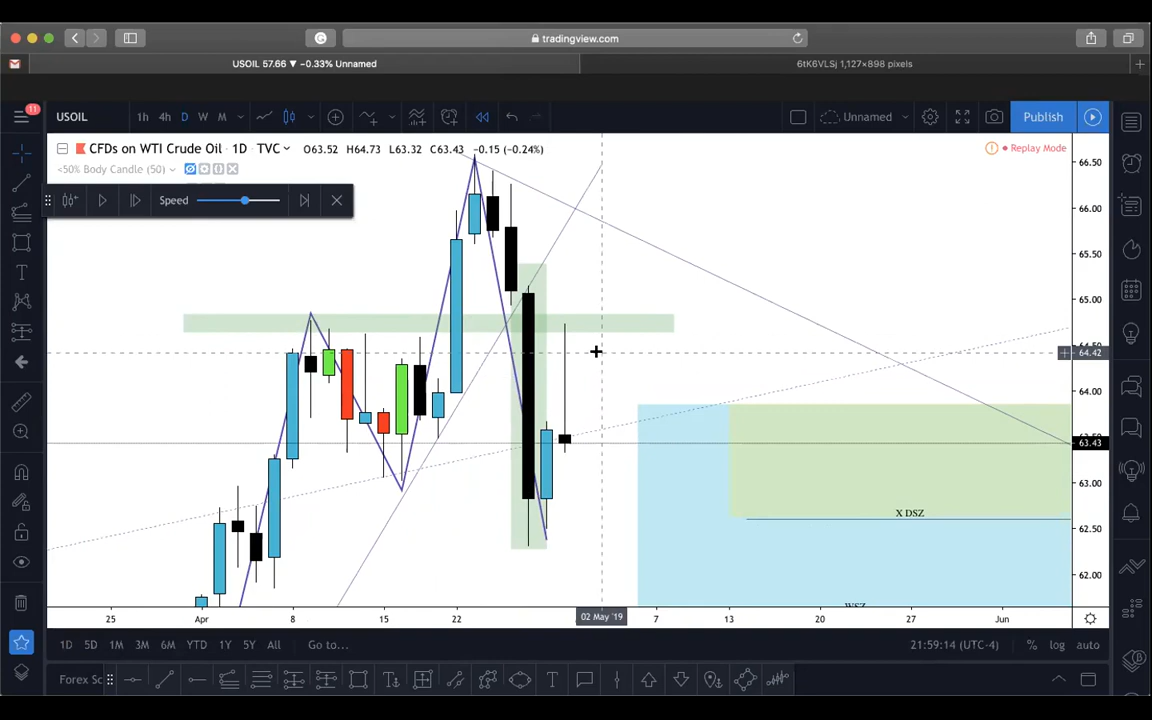 tradingview.com
USOIL 57.66 ▼ −0.33% Unnamed
6tK6VLSj 1,127×898 pixels
11
USOIL
1h 4h D W M
Unnamed
Publish
CFDs on WTI Crude Oil · 1D · TVC
O63.52 H64.73 L63.32 C63.43 −0.15 (−0.24%)
Replay Mode
<50% Body Candle (50)
Speed
66.50
66.00
65.50
65.00
64.42
64.00
63.43
63.00
62.50
62.00
X DSZ
25 Apr 8 15 22 02 May '19 7 13 20 27 Jun
1D 5D 1M 3M 6M YTD 1Y 5Y All Go to...
21:59:14 (UTC-4) % log auto
Forex Sc